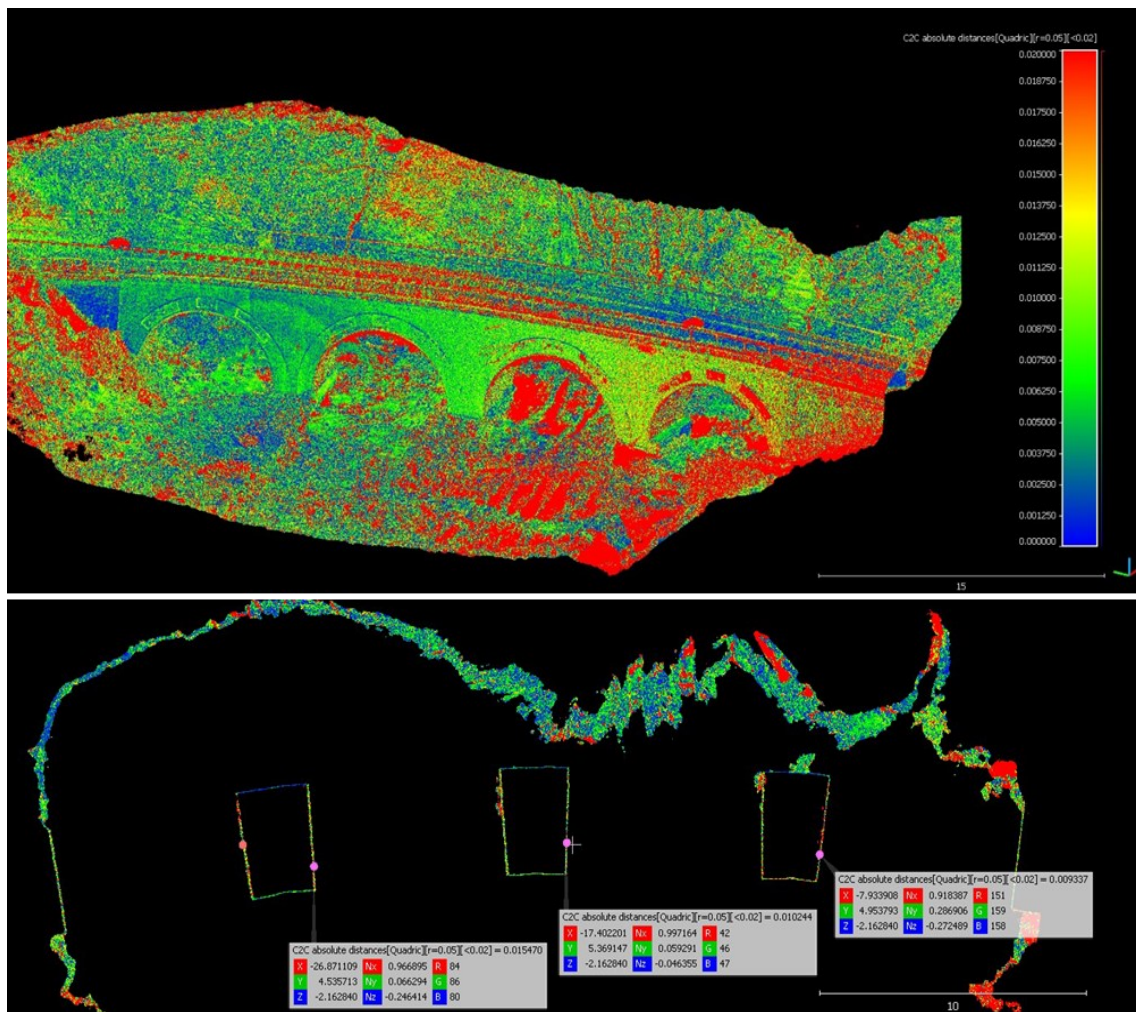 C2C absolute distances[Quadric][r=0.05][<0.02]
0.020000
0.018750
0.017500
0.016250
0.015000
0.013750
0.012500
0.011250
0.010000
0.008750
0.007500
0.006250
0.005000
0.003750
0.002500
0.001250
0.000000
15
C2C absolute distances[Quadric][r=0.05][<0.02] = 0.009337
X -7.933908 Nx 0.918387 R 151
Y 4.953793 Ny 0.286906 G 159
Z -2.162840 Nz -0.272489 B 158
C2C absolute distances[Quadric][r=0.05][<0.02] = 0.010244
X -17.402201 Nx 0.997164 R 42
Y 5.369147 Ny 0.059291 G 46
Z -2.162840 Nz -0.046355 B 47
C2C absolute distances[Quadric][r=0.05][<0.02] = 0.015470
X -26.871109 Nx 0.966895 R 84
Y 4.535713 Ny 0.066294 G 86
Z -2.162840 Nz -0.246414 B 80
10